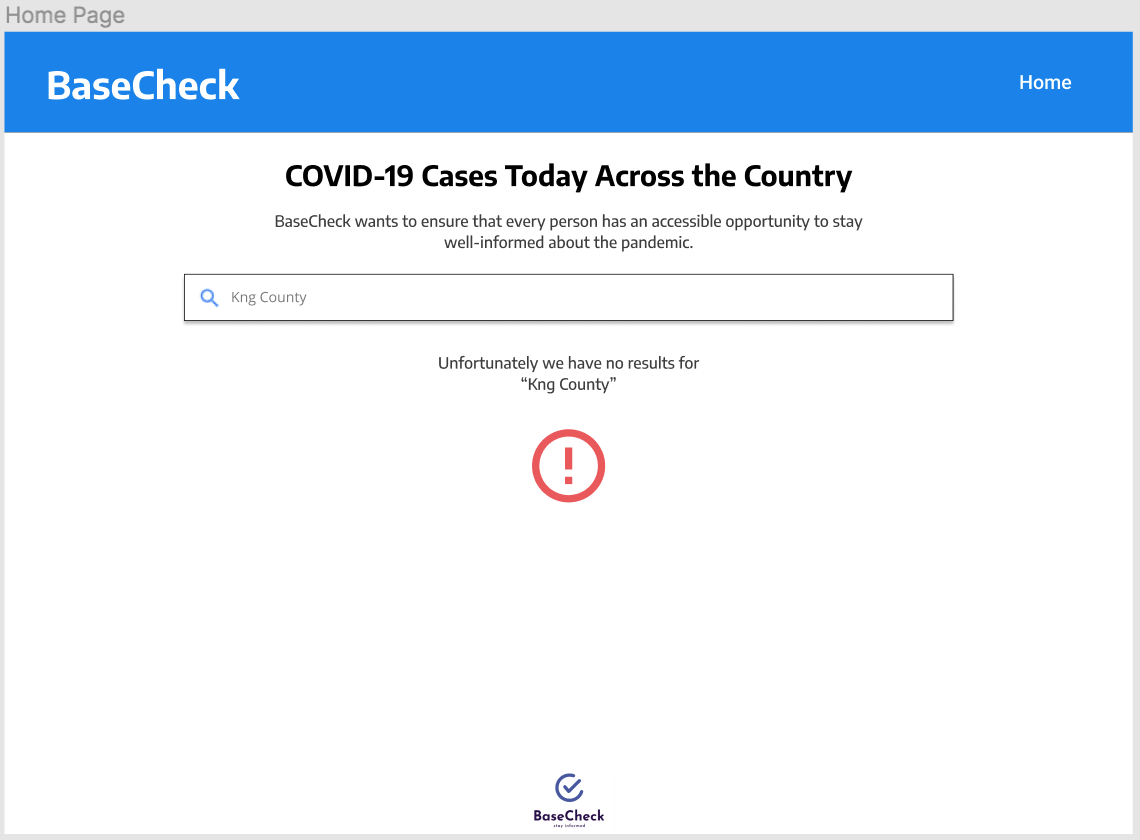 Home Page
BaseCheck
Home
COVID-19 Cases Today Across the Country
BaseCheck wants to ensure that every person has an accessible opportunity to stay
well-informed about the pandemic.
Kng County
Unfortunately we have no results for
“Kng County”
BaseCheck
stay informed